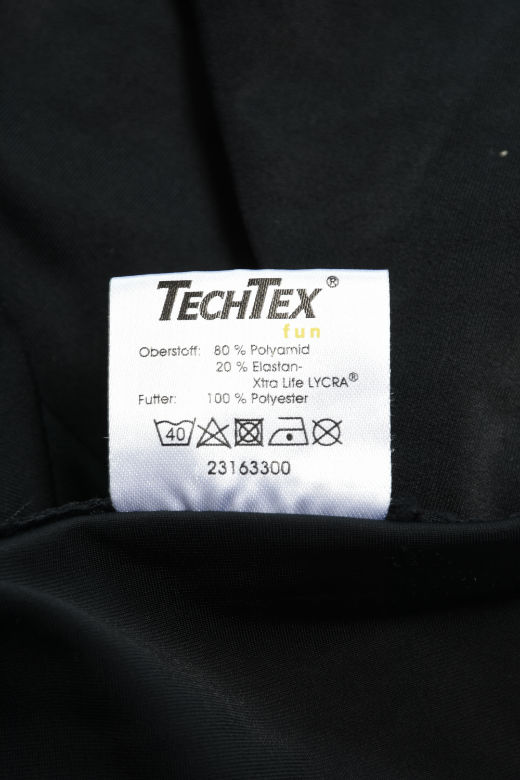 TECHTEX®
fun
Oberstoff: 80 % Polyamid
20 % Elastan-
Xtra Life LYCRA®
Futter: 100 % Polyester
40
23163300